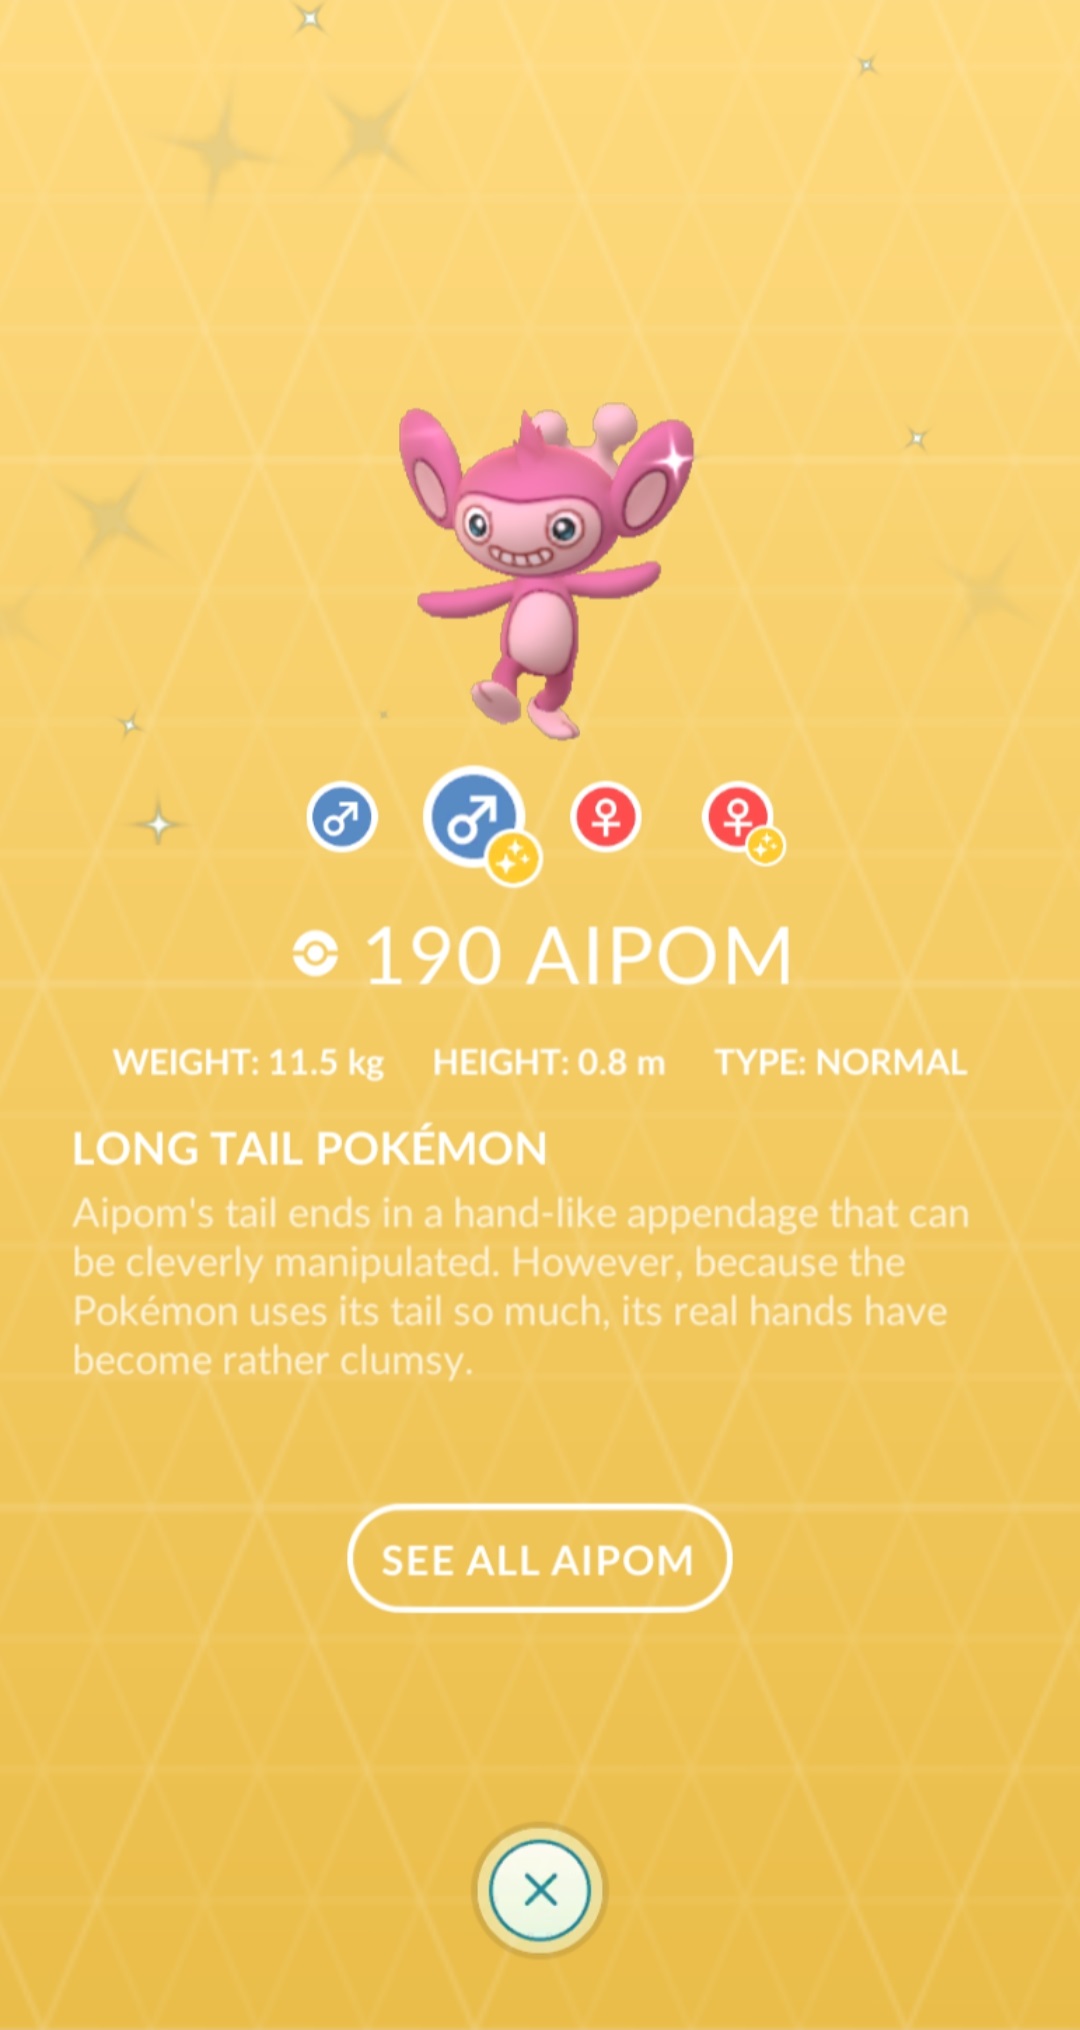 190 AIPOM
WEIGHT: 11.5 kg HEIGHT: 0.8 m TYPE: NORMAL
LONG TAIL POKÉMON
Aipom's tail ends in a hand-like appendage that can
be cleverly manipulated. However, because the
Pokémon uses its tail so much, its real hands have
become rather clumsy.
SEE ALL AIPOM